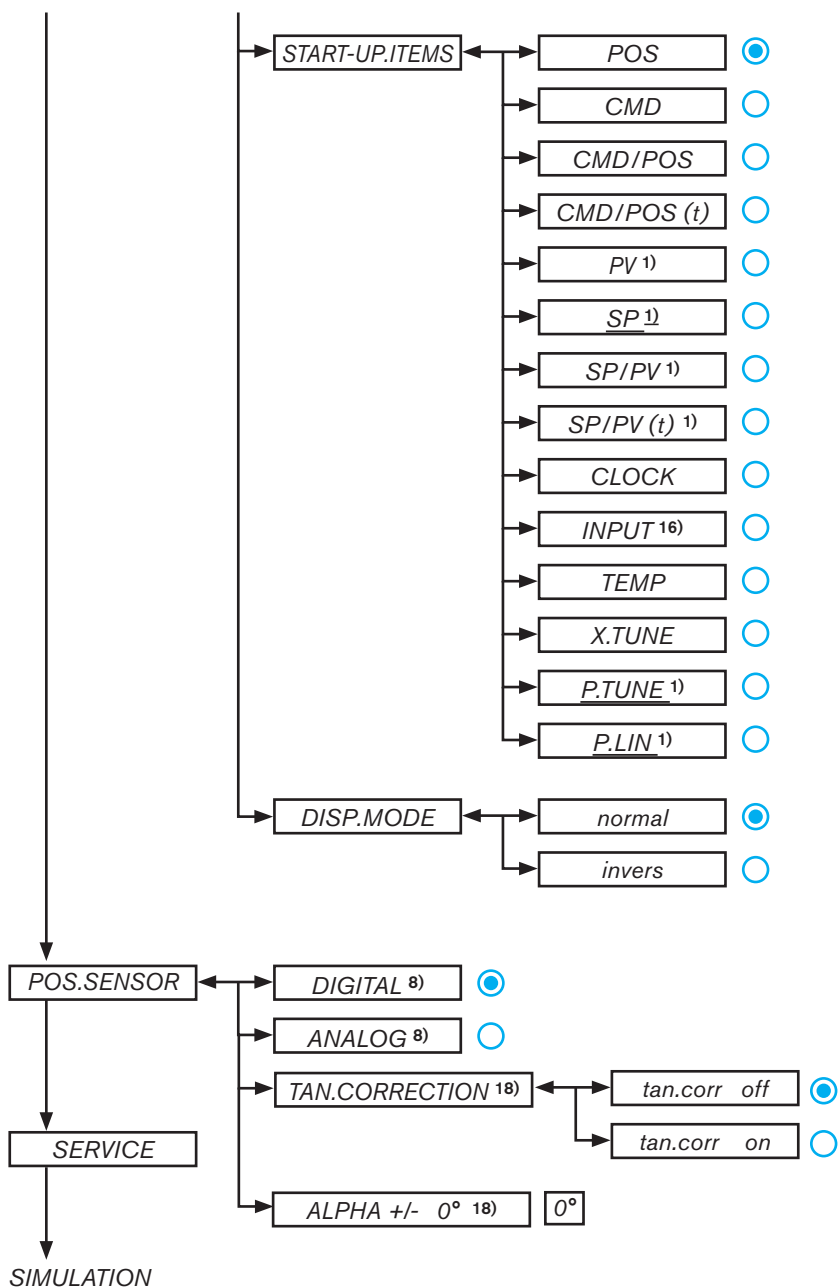 START-UP.ITEMS
POS
CMD
CMD/POS
CMD/POS (t)
PV 1)
SP 1)
SP/PV 1)
SP/PV (t) 1)
CLOCK
INPUT 16)
TEMP
X.TUNE
P.TUNE 1)
P.LIN 1)
DISP.MODE
normal
invers
POS.SENSOR
DIGITAL 8)
ANALOG 8)
TAN.CORRECTION 18)
tan.corr off
tan.corr on
SERVICE
ALPHA +/- 0° 18)
0°
SIMULATION